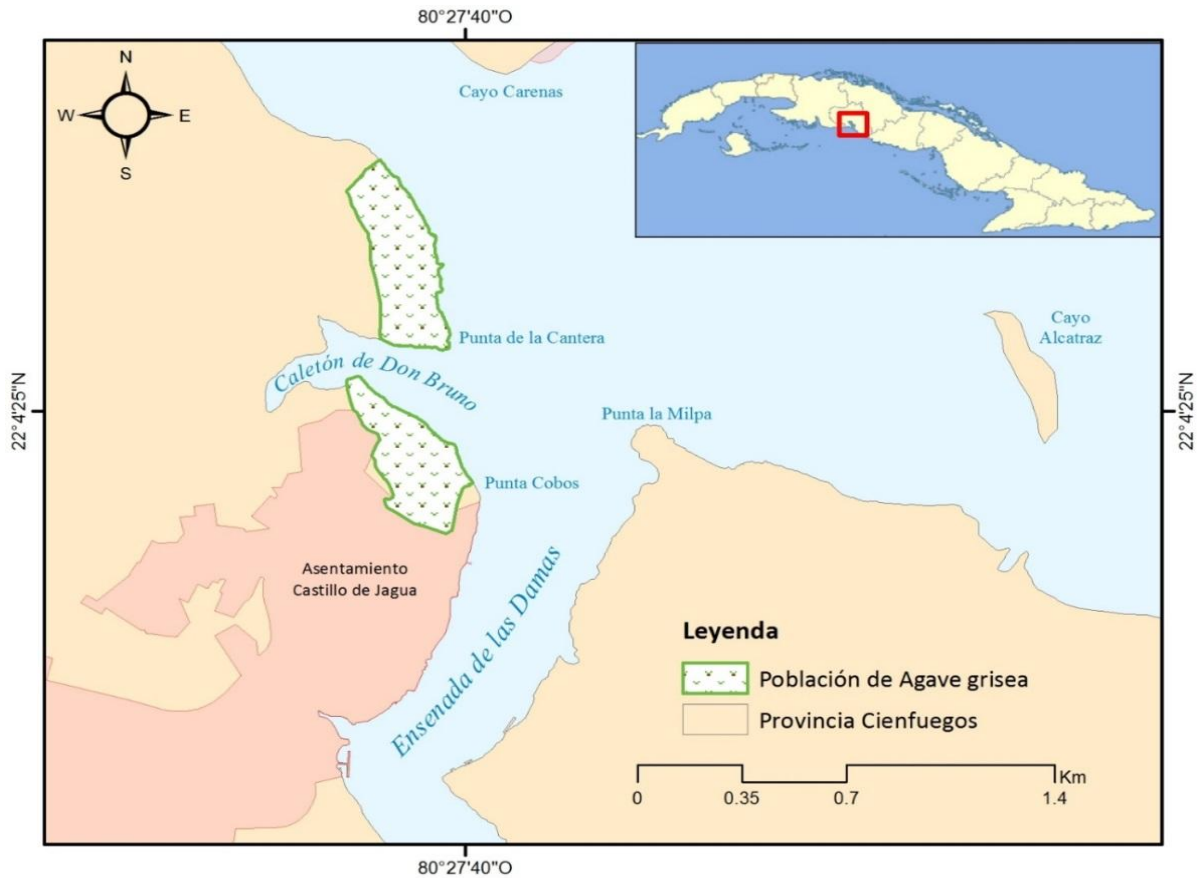 80°27'40"O
N
W
E
S
Cayo Carenas
Punta de la Cantera
Cayo
Alcatraz
Caletón de Don Bruno
22°4'25"N
22°4'25"N
Punta la Milpa
Punta Cobos
Asentamiento
Castillo de Jagua
Ensenada de las Damas
Leyenda
Población de Agave grisea
Provincia Cienfuegos
Km
0 0.35 0.7 1.4
80°27'40"O